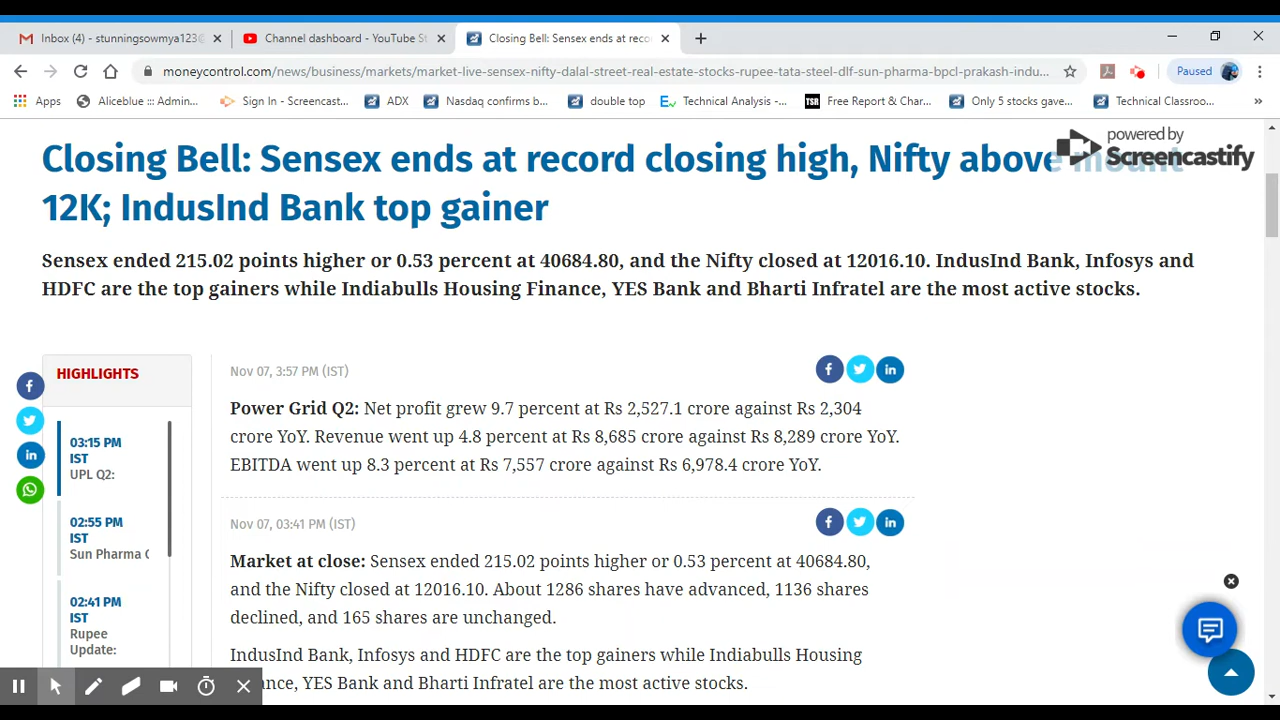 Inbox (4) - stunningsowmya123@
Channel dashboard - YouTube St
Closing Bell: Sensex ends at reco
moneycontrol.com/news/business/markets/market-live-sensex-nifty-dalal-street-real-estate-stocks-rupee-tata-steel-dlf-sun-pharma-bpcl-prakash-indu...
Paused
Apps
Aliceblue ::: Admin...
Sign In - Screencast...
ADX
Nasdaq confirms b...
double top
Technical Analysis -...
TSR
Free Report & Char...
Only 5 stocks gave...
Technical Classroo...
»
powered by
Screencastify
Closing Bell: Sensex ends at record closing high, Nifty above mount
12K; IndusInd Bank top gainer
Sensex ended 215.02 points higher or 0.53 percent at 40684.80, and the Nifty closed at 12016.10. IndusInd Bank, Infosys and
HDFC are the top gainers while Indiabulls Housing Finance, YES Bank and Bharti Infratel are the most active stocks.
HIGHLIGHTS
03:15 PM
IST
UPL Q2:
02:55 PM
IST
Sun Pharma
02:41 PM
IST
Rupee
Update:
Nov 07, 3:57 PM (IST)
Power Grid Q2: Net profit grew 9.7 percent at Rs 2,527.1 crore against Rs 2,304
crore YoY. Revenue went up 4.8 percent at Rs 8,685 crore against Rs 8,289 crore YoY.
EBITDA went up 8.3 percent at Rs 7,557 crore against Rs 6,978.4 crore YoY.
Nov 07, 03:41 PM (IST)
Market at close: Sensex ended 215.02 points higher or 0.53 percent at 40684.80,
and the Nifty closed at 12016.10. About 1286 shares have advanced, 1136 shares
declined, and 165 shares are unchanged.
IndusInd Bank, Infosys and HDFC are the top gainers while Indiabulls Housing
nce, YES Bank and Bharti Infratel are the most active stocks.